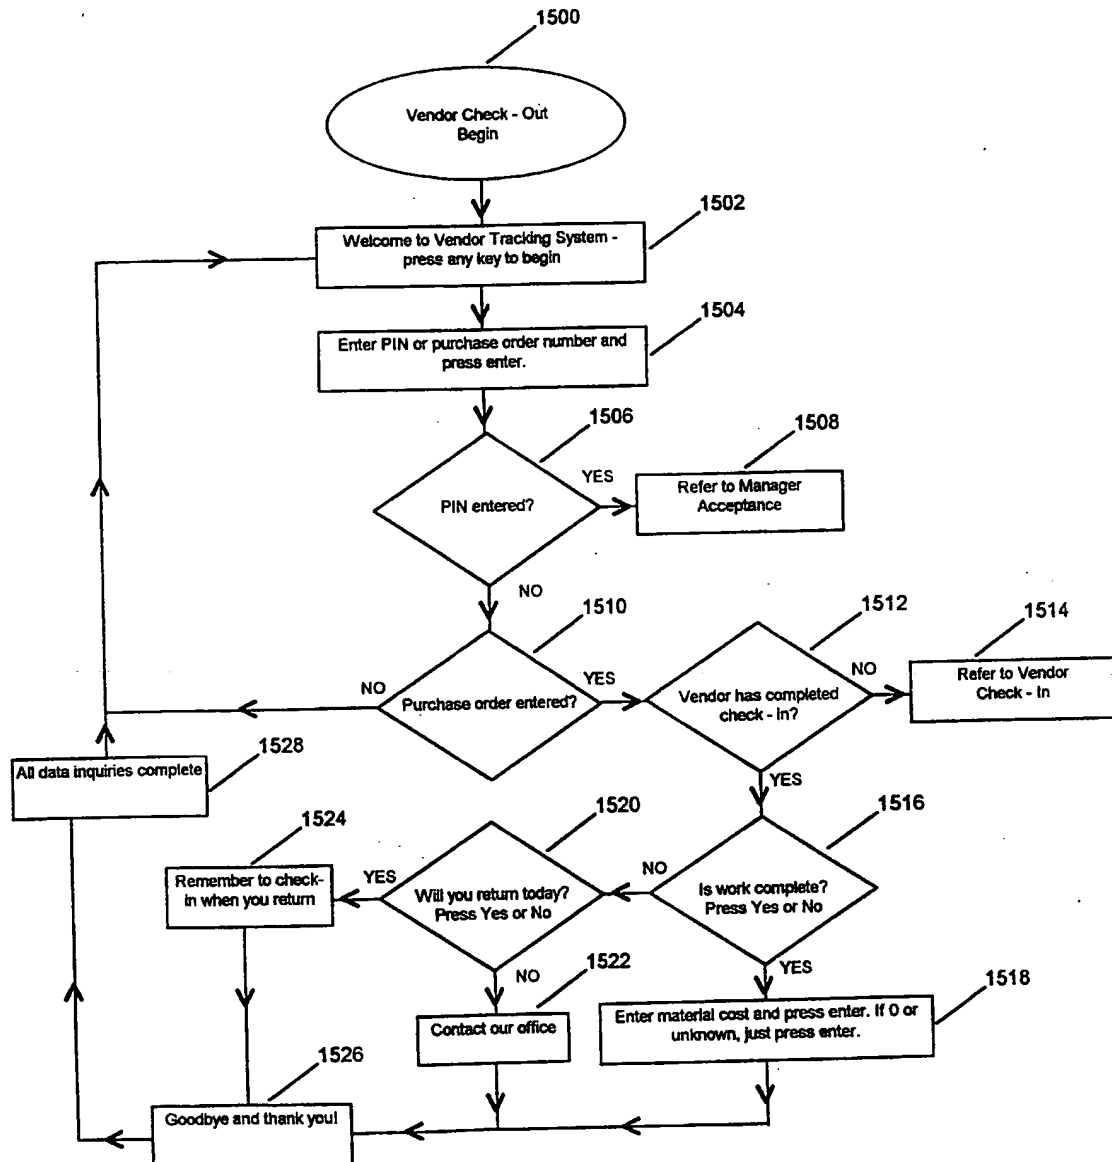 1500
Vendor Check - Out
Begin
1502
Welcome to Vendor Tracking System -
press any key to begin
1504
Enter PIN or purchase order number and
press enter.
1506
PIN entered?
YES
1508
Refer to Manager
Acceptance
NO
1510
Purchase order entered?
NO
YES
1512
Vendor has completed
check - in?
NO
1514
Refer to Vendor
Check - In
YES
1516
Is work complete?
Press Yes or No
NO
1520
Will you return today?
Press Yes or No
YES
1524
Remember to check-
in when you return
1528
All data inquiries complete
NO
1522
Contact our office
YES
1518
Enter material cost and press enter. If 0 or
unknown, just press enter.
1526
Goodbye and thank you!